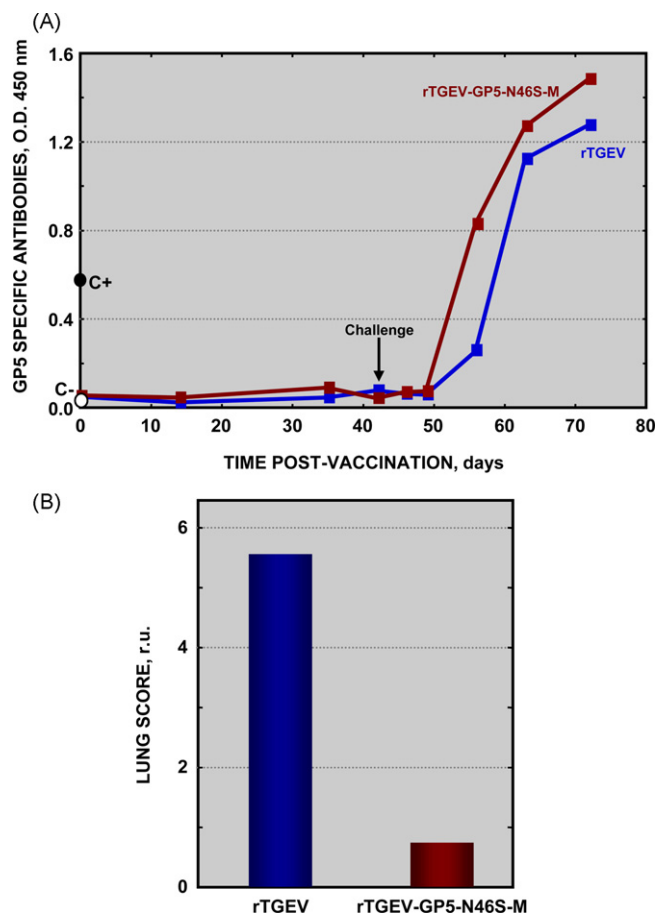 (A)
GP5 SPECIFIC ANTIBODIES, O.D. 450 nm
1.6
1.2
0.8
0.4
0.0
C+
C-
rTGEV-GP5-N46S-M
rTGEV
Challenge
0 10 20 30 40 50 60 70 80
TIME POST-VACCINATION, days
(B)
LUNG SCORE, r.u.
6
4
2
0
rTGEV rTGEV-GP5-N46S-M